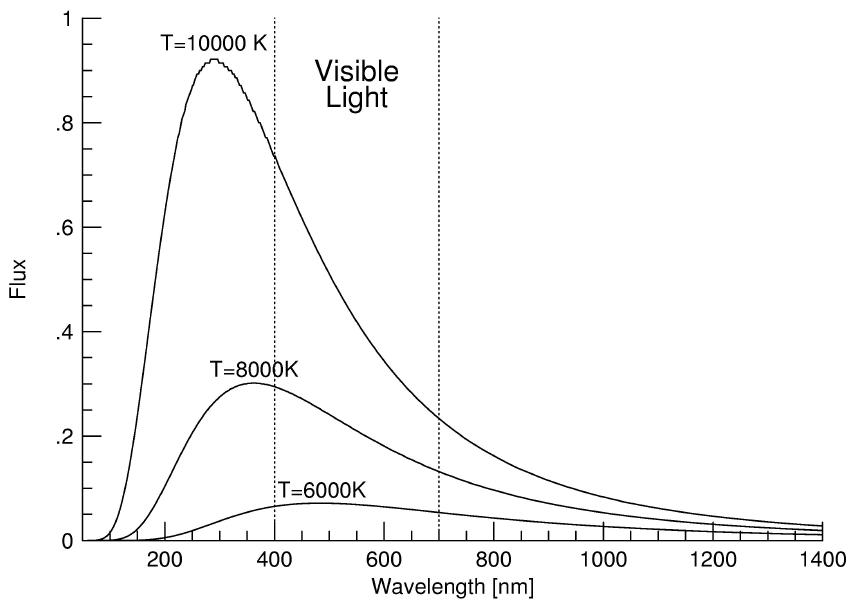 1
T=10000 K
Visible
Light
.8
.6
Flux
.4
T=8000K
.2
T=6000K
0
200 400 600 800 1000 1200 1400
Wavelength [nm]